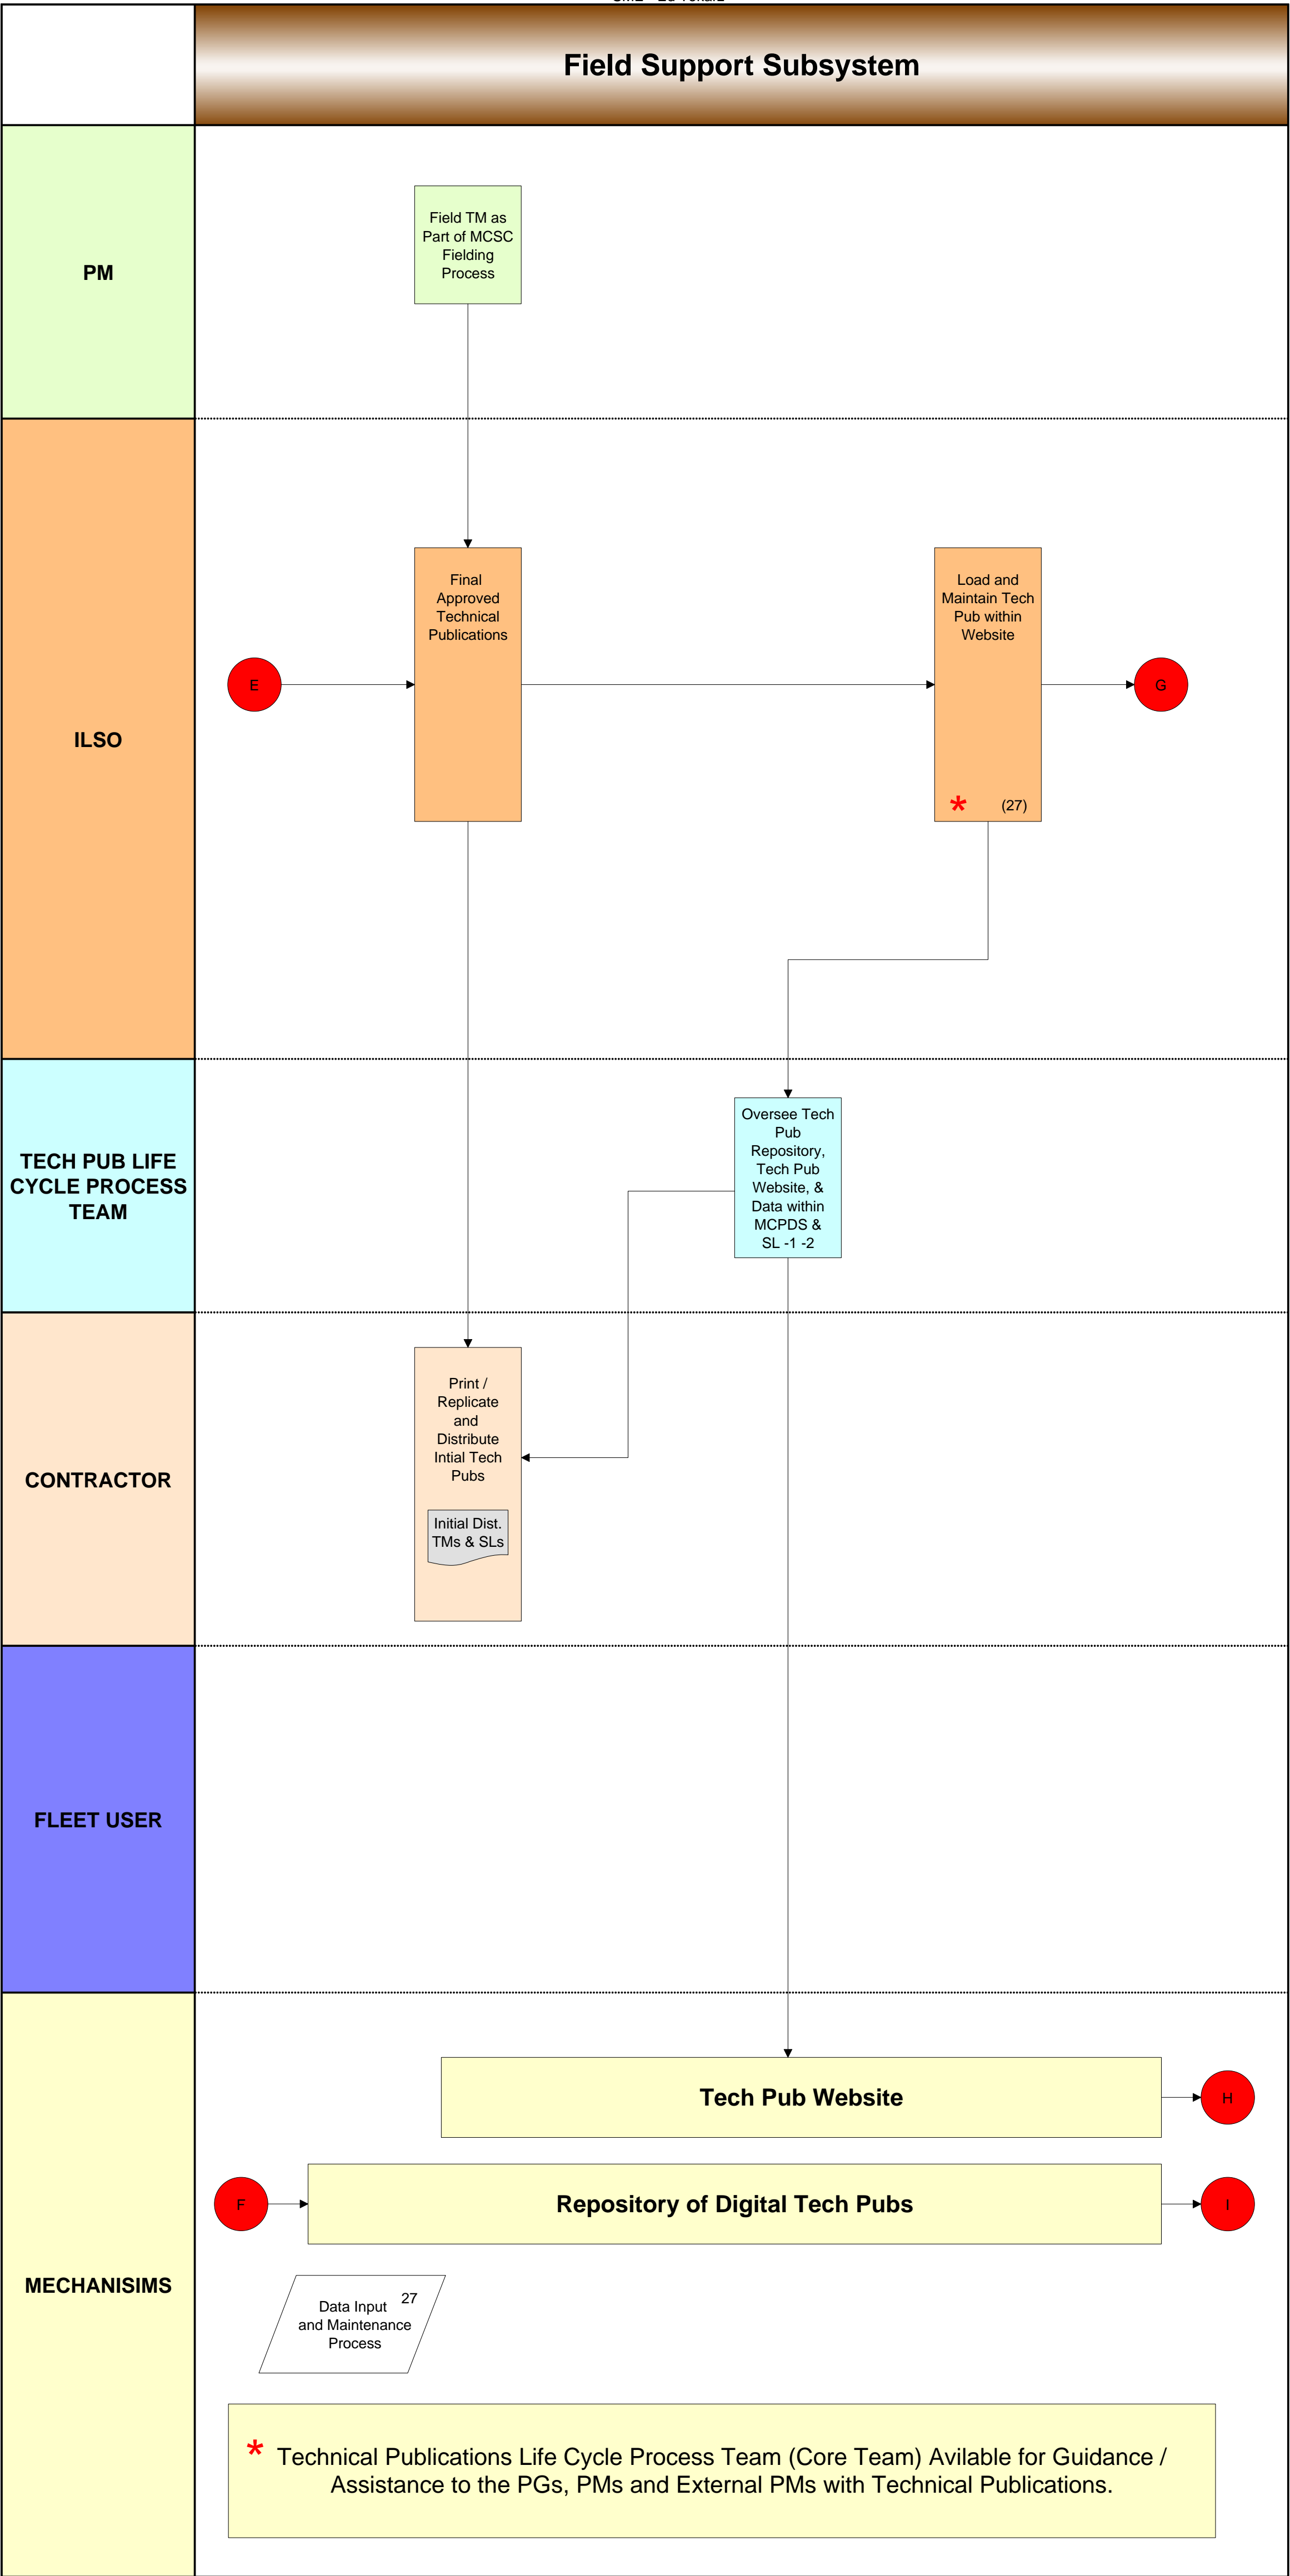 Field Support Subsystem
PM
Field TM as
Part of MCSC
Fielding
Process
ILSO
E
Final
Approved
Technical
Publications
Load and
Maintain Tech
Pub within
Website
* (27)
G
TECH PUB LIFE
CYCLE PROCESS
TEAM
Oversee Tech
Pub
Repository,
Tech Pub
Website, &
Data within
MCPDS &
SL -1 -2
CONTRACTOR
Print /
Replicate
and
Distribute
Intial Tech
Pubs
Initial Dist.
TMs & SLs
FLEET USER
MECHANISIMS
Tech Pub Website
H
F
Repository of Digital Tech Pubs
I
27
Data Input
and Maintenance
Process
* Technical Publications Life Cycle Process Team (Core Team) Avilable for Guidance /
Assistance to the PGs, PMs and External PMs with Technical Publications.